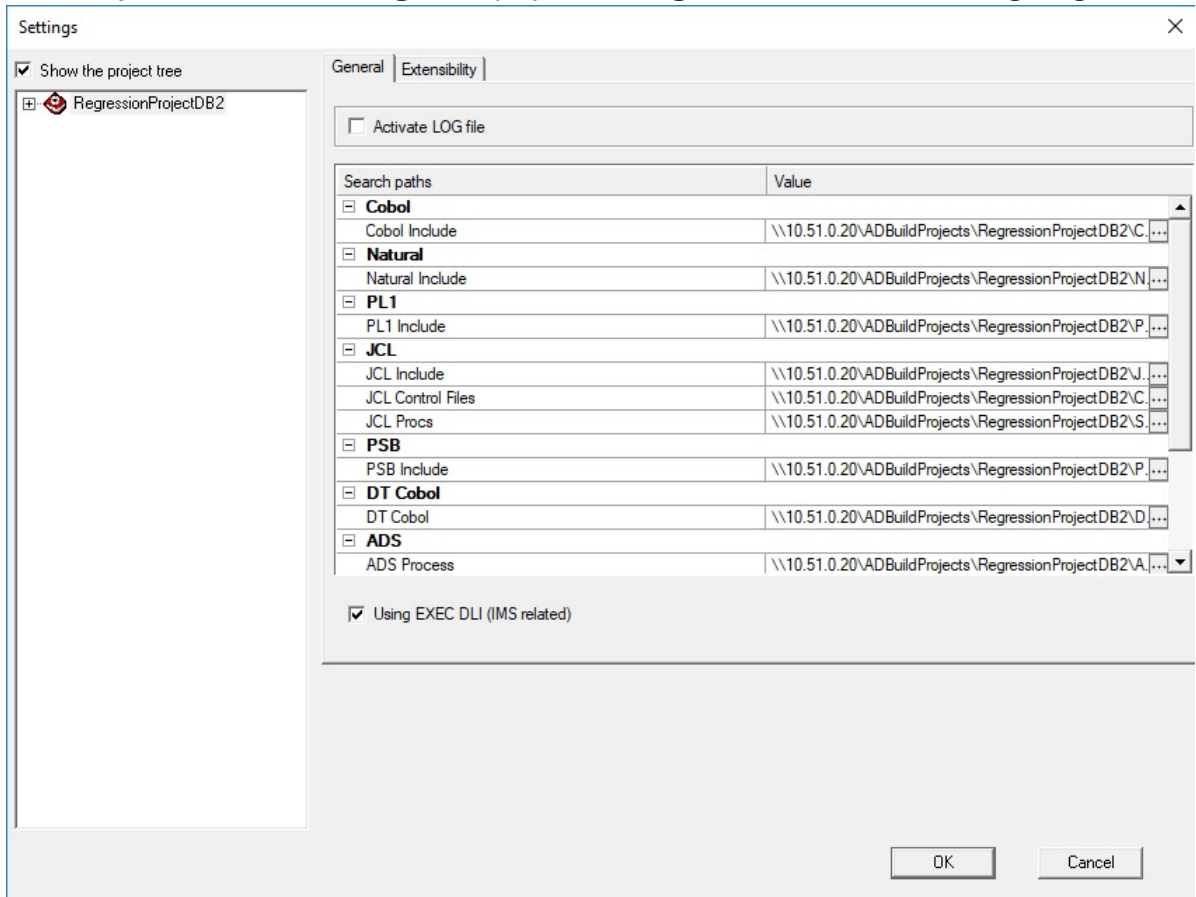 Settings
Show the project tree
RegressionProjectDB2
General
Extensibility
Activate LOG file
Search paths Value
Cobol
Cobol Include \\10.51.0.20\ADBuildProjects\RegressionProjectDB2\C. ...
Natural
Natural Include \\10.51.0.20\ADBuildProjects\RegressionProjectDB2\N. ...
PL1
PL1 Include \\10.51.0.20\ADBuildProjects\RegressionProjectDB2\P. ...
JCL
JCL Include \\10.51.0.20\ADBuildProjects\RegressionProjectDB2\J.. ...
JCL Control Files \\10.51.0.20\ADBuildProjects\RegressionProjectDB2\C. ...
JCL Procs \\10.51.0.20\ADBuildProjects\RegressionProjectDB2\S. ...
PSB
PSB Include \\10.51.0.20\ADBuildProjects\RegressionProjectDB2\P. ...
DT Cobol
DT Cobol \\10.51.0.20\ADBuildProjects\RegressionProjectDB2\D. ...
ADS
ADS Process \\10.51.0.20\ADBuildProjects\RegressionProjectDB2\A. ...
Using EXEC DLI (IMS related)
OK Cancel